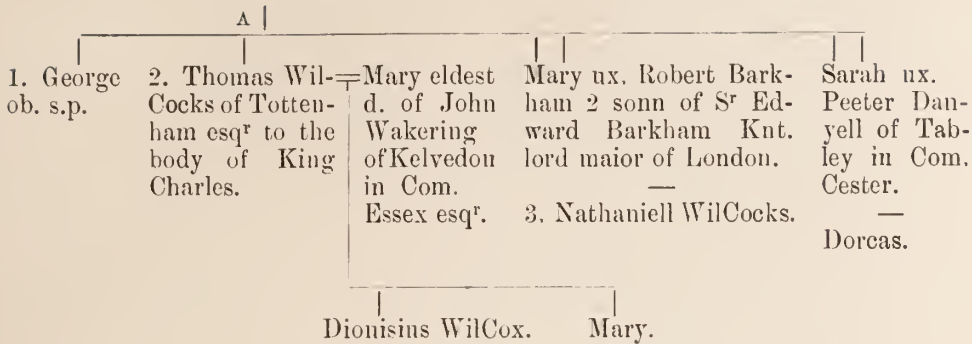 A
1. George
ob. s.p.
2. Thomas Wil-
Cocks of Totten-
ham esqʳ to the
body of King
Charles.
Mary eldest
d. of John
Wakering
of Kelvedon
in Com.
Essex esqʳ.
Mary ux. Robert Bark-
ham 2 sonn of Sʳ Ed-
ward Barkham Knt.
lord maior of London.
—
3. Nathaniell WilCocks.
Sarah ux.
Peeter Dan-
yell of Tab-
ley in Com.
Cester.
—
Dorcas.
Dionisius WilCox.
Mary.